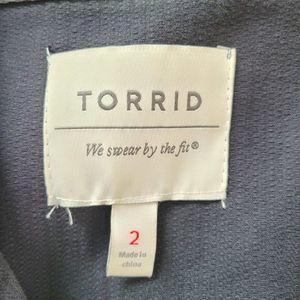 TORRID
We swear by the fit®
2
Made in
china